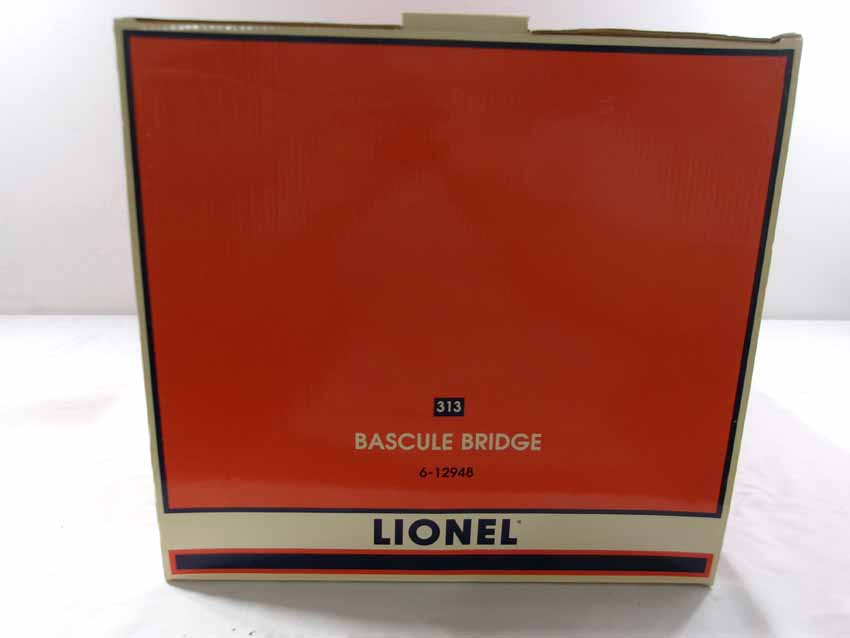 313
BASCULE BRIDGE
6-12948
LIONEL